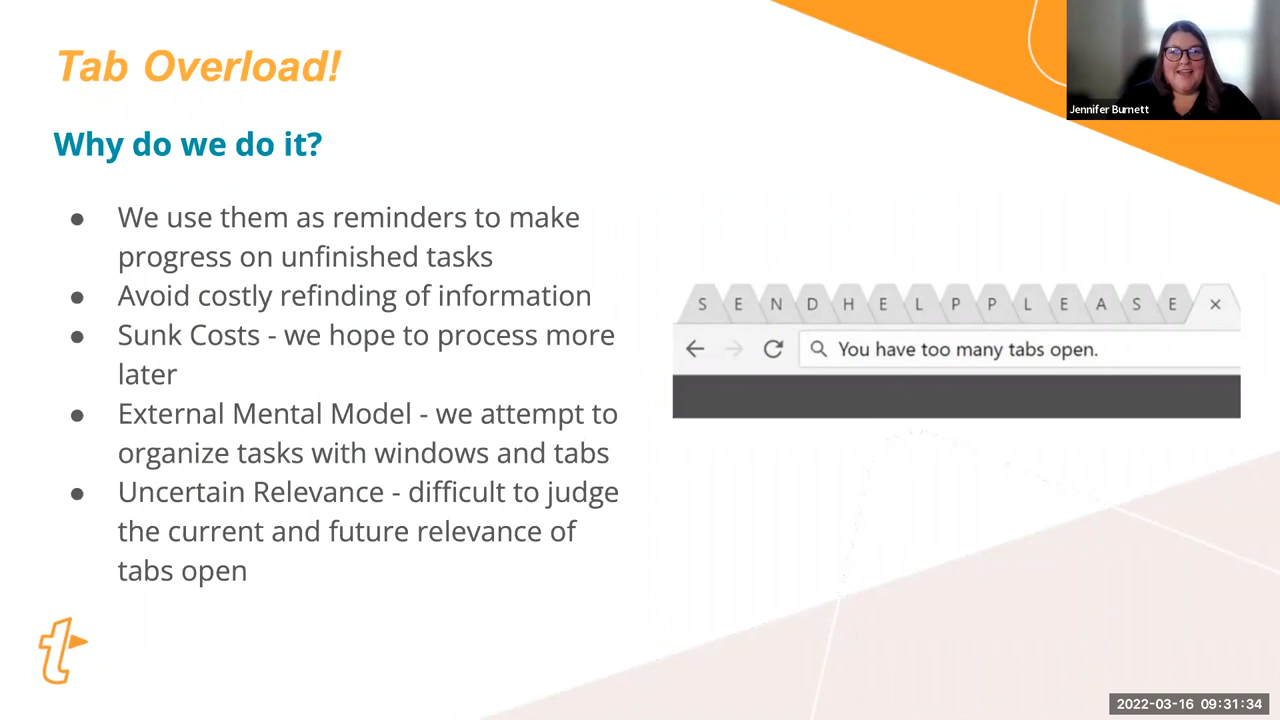 Tab Overload!
Jennifer Burnett
Why do we do it?
● We use them as reminders to make
progress on unfinished tasks
● Avoid costly refinding of information
● Sunk Costs - we hope to process more
later
● External Mental Model - we attempt to
organize tasks with windows and tabs
● Uncertain Relevance - difficult to judge
the current and future relevance of
tabs open
S E N D H E L P P L E A S E ×
You have too many tabs open.
t
2022-03-16 09:31:34